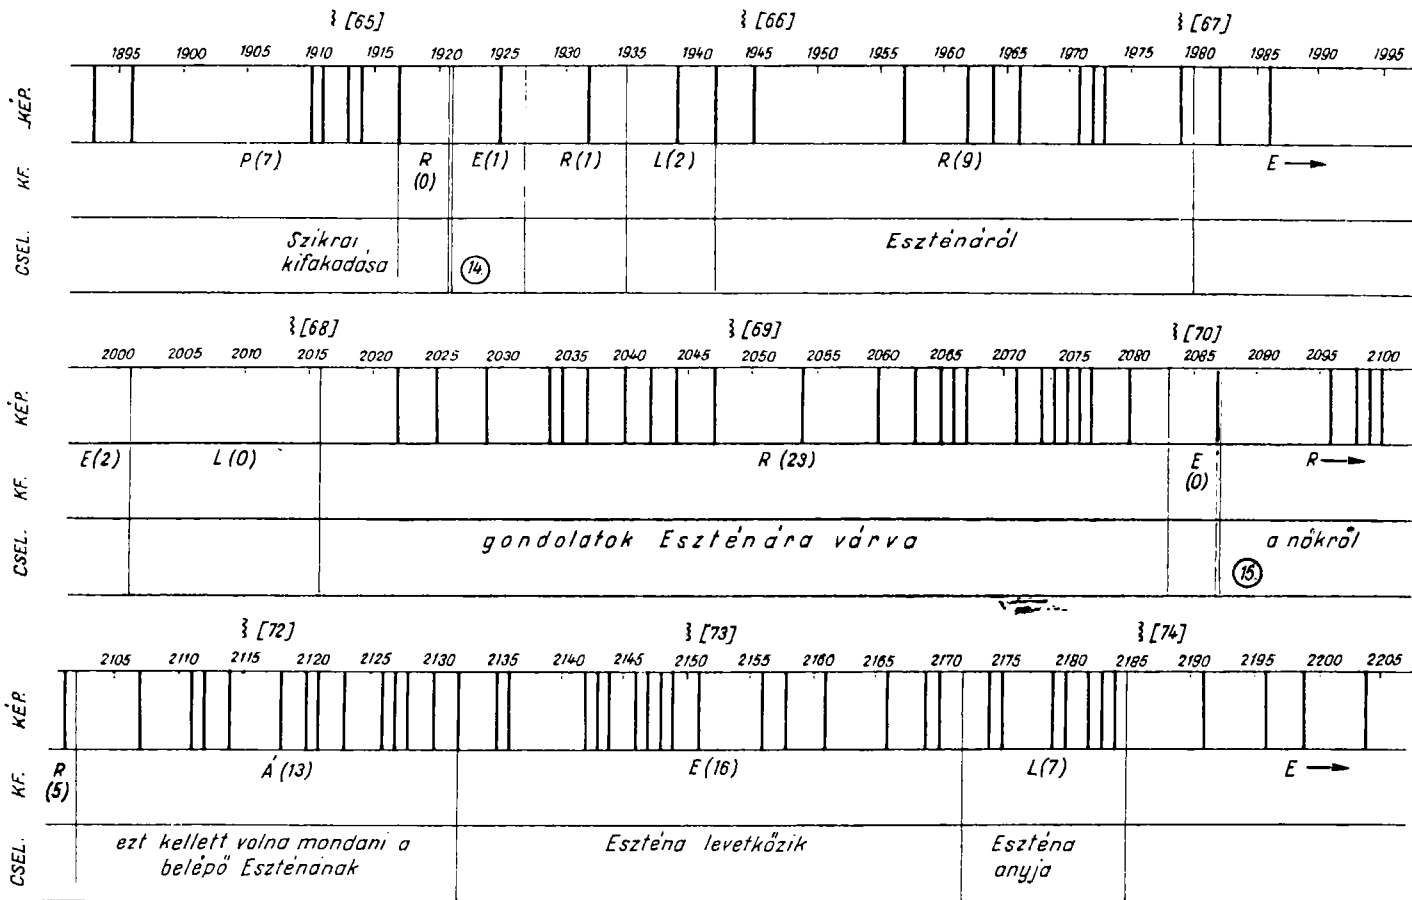 [65] [66] [67]
1895 1900 1905 1910 1915 1920 1925 1930 1935 1940 1945 1950 1955 1960 1965 1970 1975 1980 1985 1990 1995
KÉP.
KF. P(7) R E(1) R(1) L(2) R(9) E →
(0)
CSEL. Szikrai Eszténáról
kifakadása 14.
[68] [69] [70]
2000 2005 2010 2015 2020 2025 2030 2035 2040 2045 2050 2055 2060 2065 2070 2075 2080 2085 2090 2095 2100
KÉP.
KF. E(2) L(0) R(23) E R →
(0)
CSEL. gondolatok Eszténára várva a nőkről
15.
[72] [73] [74]
2105 2110 2115 2120 2125 2130 2135 2140 2145 2150 2155 2160 2165 2170 2175 2180 2185 2190 2195 2200 2205
KÉP.
KF. R Á(13) E(16) L(7) E →
(5)
CSEL. ezt kellett volna mondani a Eszténa levetkőzik Eszténa
belépő Eszténának anyja